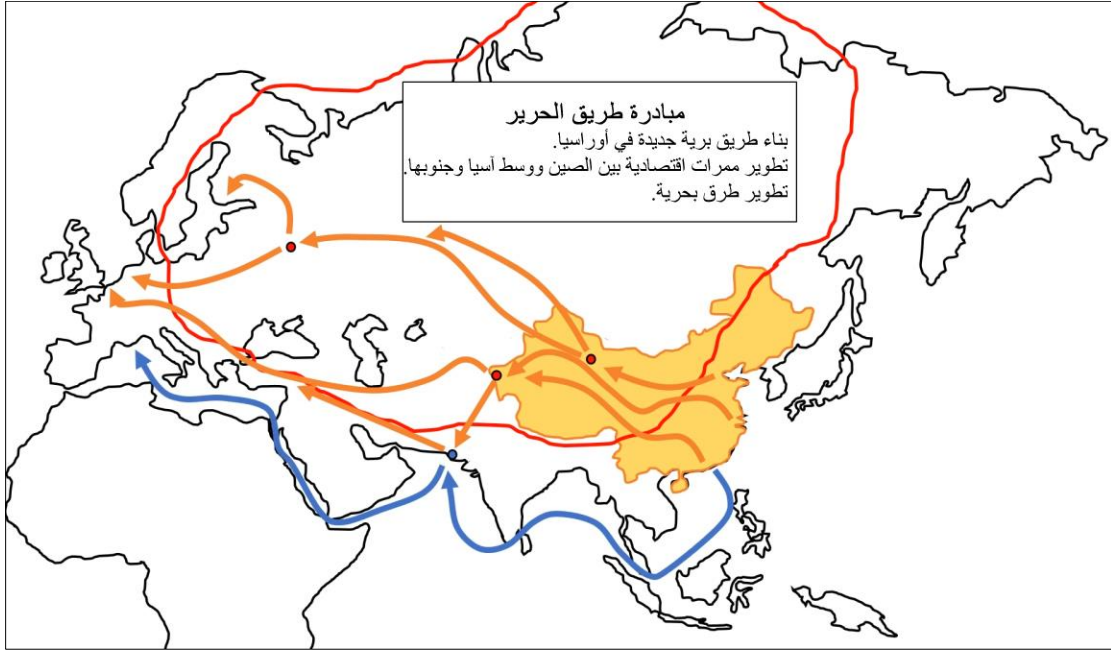 مبادرة طريق الحرير
بناء طريق برية جديدة في أوراسيا.
تطوير ممرات اقتصادية بين الصين ووسط آسيا وجنوبها.
تطوير طرق بحرية.